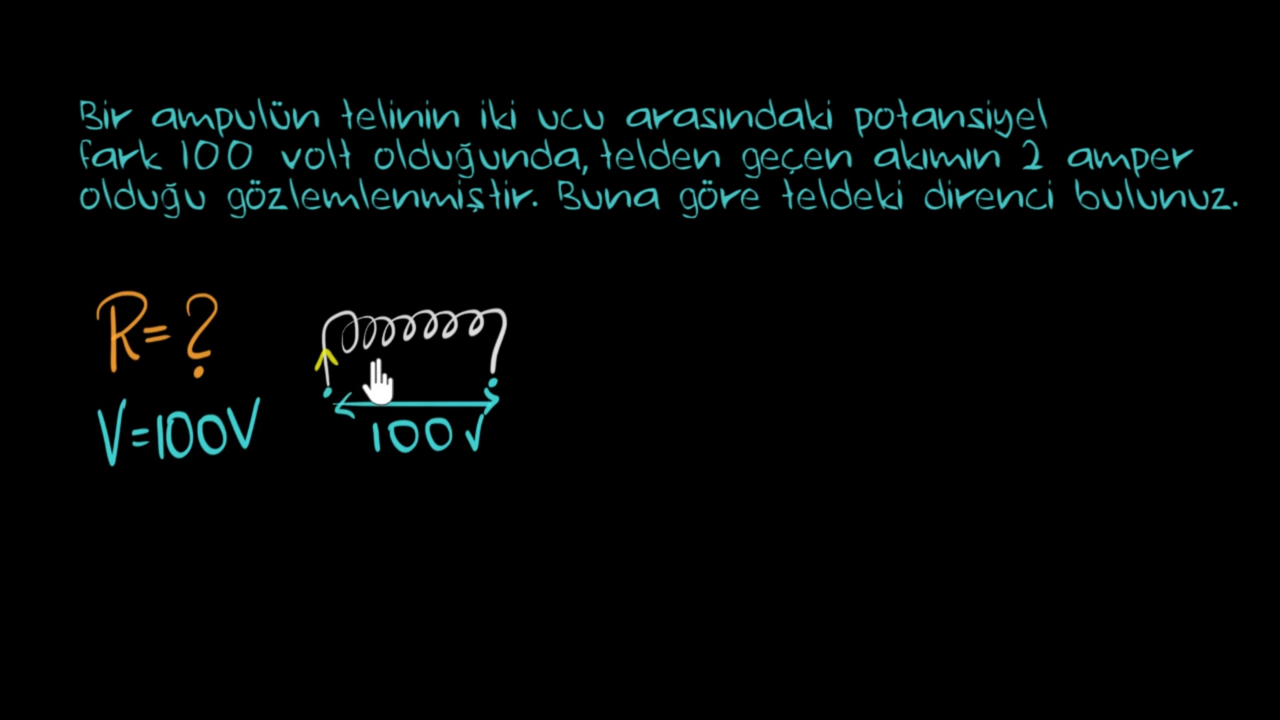 Bir ampulün telinin iki ucu arasındaki potansiyel
fark 100 volt olduğunda, telden geçen akımın 2 amper
olduğu gözlemlenmiştir. Buna göre teldeki direnci bulunuz.
R=?
V=100V
100 V